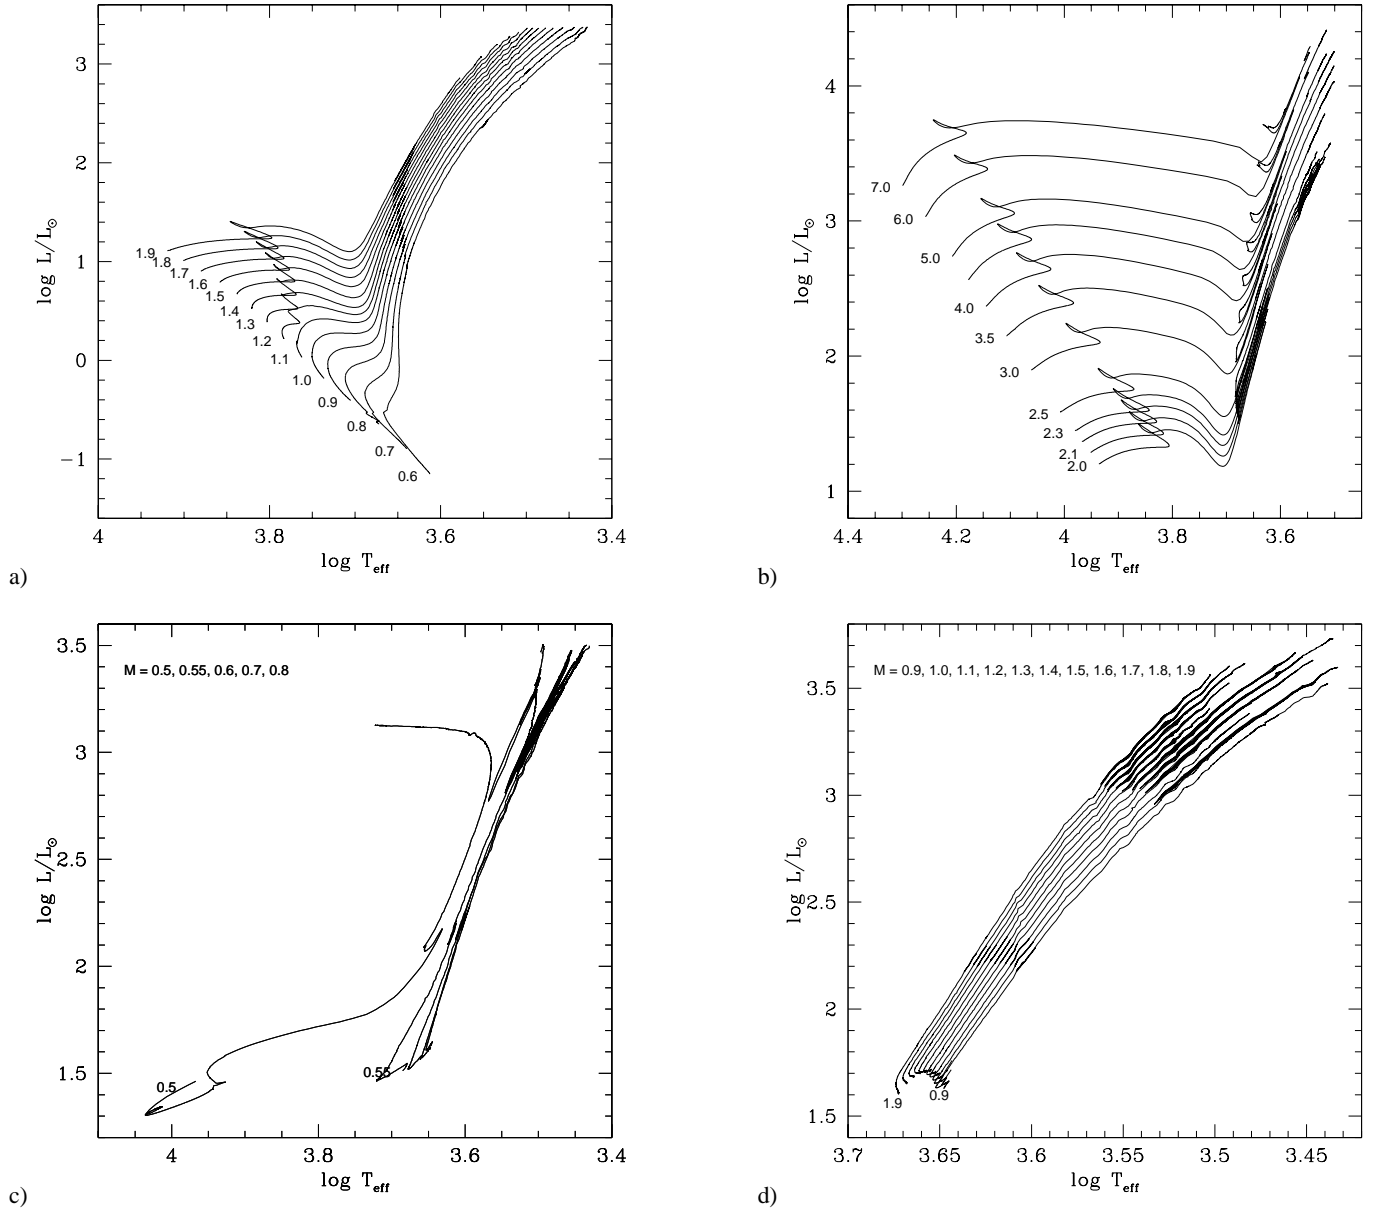 3
2
1
0
−1
log L/L⊙
1.9
1.8
1.7
1.6
1.5
1.4
1.3
1.2
1.1
1.0
0.9
0.8
0.7
0.6
4 3.8 3.6 3.4
log Teff
a)
4
3
2
1
log L/L⊙
7.0
6.0
5.0
4.0
3.5
3.0
2.5
2.3
2.1
2.0
4.4 4.2 4 3.8 3.6
log Teff
b)
3.5
3
2.5
2
1.5
log L/L⊙
M = 0.5, 0.55, 0.6, 0.7, 0.8
0.5
0.55
4 3.8 3.6 3.4
log Teff
c)
3.5
3
2.5
2
1.5
log L/L⊙
M = 0.9, 1.0, 1.1, 1.2, 1.3, 1.4, 1.5, 1.6, 1.7, 1.8, 1.9
1.9
0.9
3.7 3.65 3.6 3.55 3.5 3.45
log Teff
d)